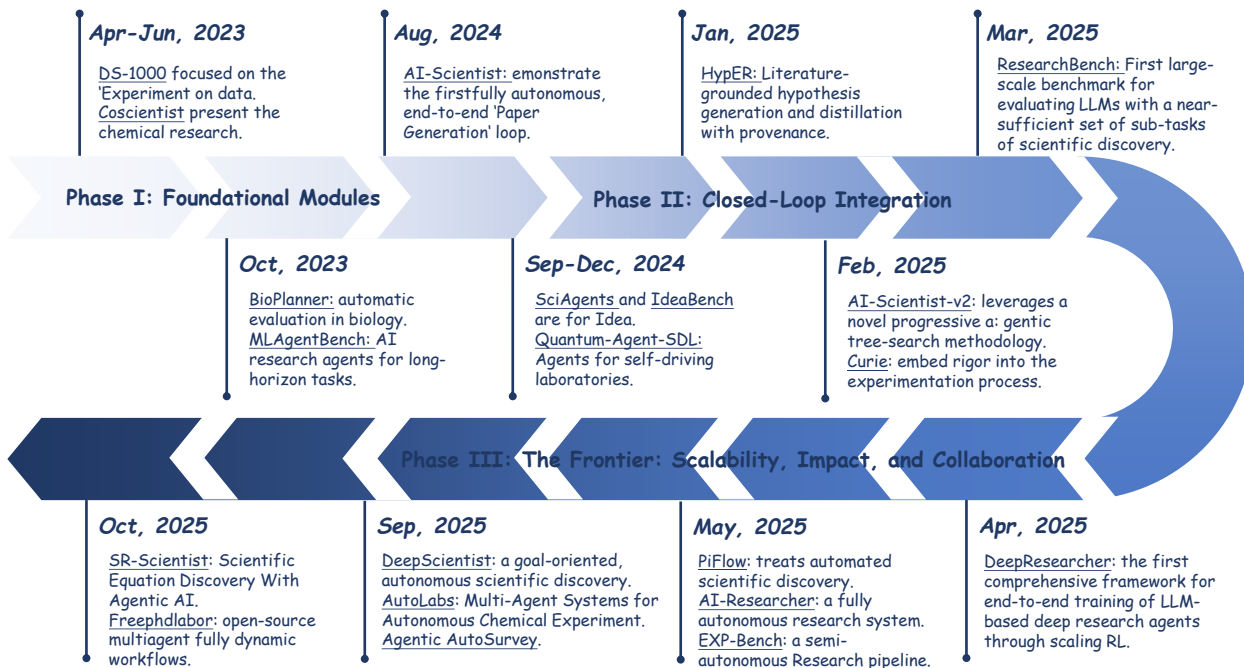 Apr-Jun, 2023
DS-1000 focused on the
'Experiment on data.
Coscientist present the
chemical research.
Aug, 2024
AI-Scientist: emonstrate
the firstfully autonomous,
end-to-end 'Paper
Generation' loop.
Jan, 2025
HypER: Literature-
grounded hypothesis
generation and distillation
with provenance.
Mar, 2025
ResearchBench: First large-
scale benchmark for
evaluating LLMs with a near-
sufficient set of sub-tasks
of scientific discovery.
Phase I: Foundational Modules
Phase II: Closed-Loop Integration
Oct, 2023
BioPlanner: automatic
evaluation in biology.
MLAgentBench: AI
research agents for long-
horizon tasks.
Sep-Dec, 2024
SciAgents and IdeaBench
are for Idea.
Quantum-Agent-SDL:
Agents for self-driving
laboratories.
Feb, 2025
AI-Scientist-v2: leverages a
novel progressive a: gentic
tree-search methodology.
Curie: embed rigor into the
experimentation process.
Phase III: The Frontier: Scalability, Impact, and Collaboration
Oct, 2025
SR-Scientist: Scientific
Equation Discovery With
Agentic AI.
Freephdlabor: open-source
multiagent fully dynamic
workflows.
Sep, 2025
DeepScientist: a goal-oriented,
autonomous scientific discovery.
AutoLabs: Multi-Agent Systems for
Autonomous Chemical Experiment.
Agentic AutoSurvey.
May, 2025
PiFlow: treats automated
scientific discovery.
AI-Researcher: a fully
autonomous research system.
EXP-Bench: a semi-
autonomous Research pipeline.
Apr, 2025
DeepResearcher: the first
comprehensive framework for
end-to-end training of LLM-
based deep research agents
through scaling RL.